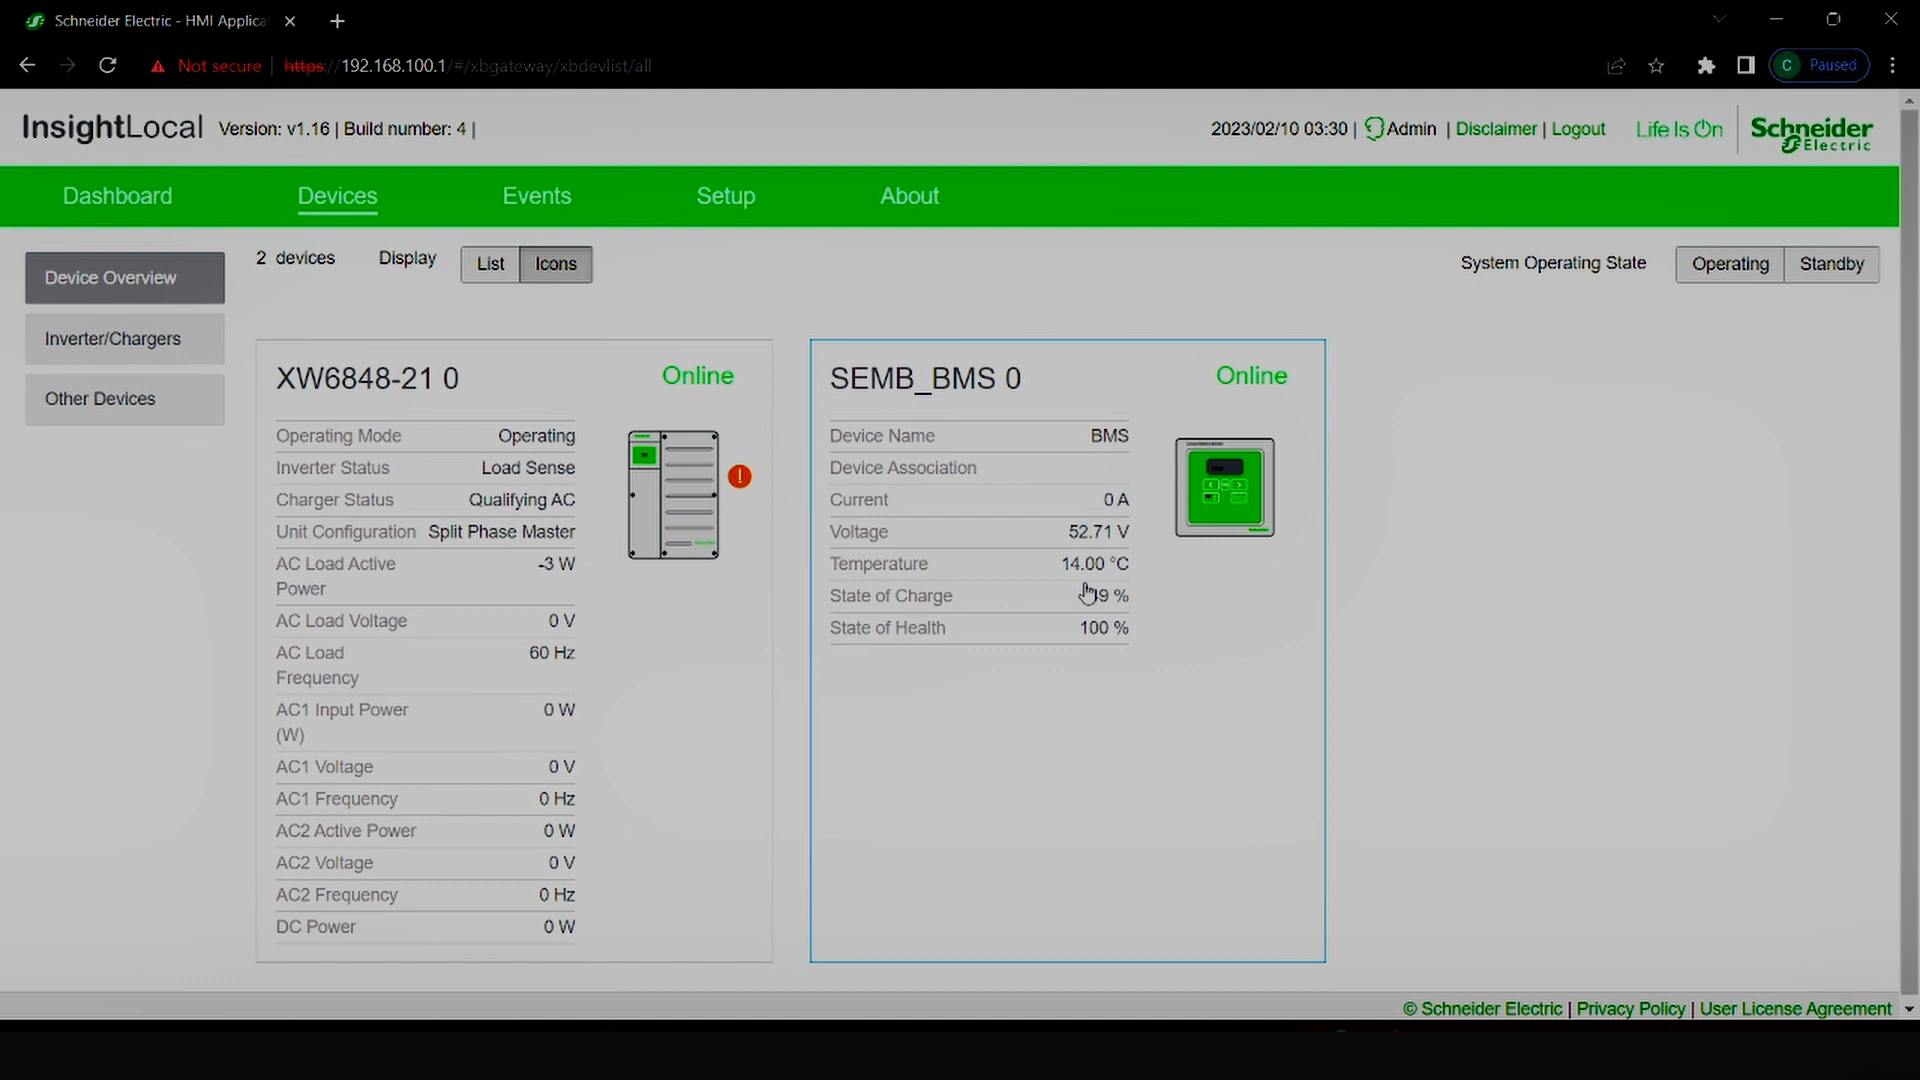 Schneider Electric - HMI Applica
Not secure https://192.168.100.1/#/xbgateway/xbdevlist/all
C Paused
InsightLocal Version: v1.16 | Build number: 4 |
2023/02/10 03:30 | Admin | Disclaimer | Logout
Life Is On
Schneider
Electric
Dashboard Devices Events Setup About
Device Overview
Inverter/Chargers
Other Devices
2 devices Display List Icons
System Operating State Operating Standby
XW6848-21 0 Online
Operating Mode Operating
Inverter Status Load Sense
Charger Status Qualifying AC
Unit Configuration Split Phase Master
AC Load Active -3 W
Power
AC Load Voltage 0 V
AC Load 60 Hz
Frequency
AC1 Input Power 0 W
(W)
AC1 Voltage 0 V
AC1 Frequency 0 Hz
AC2 Active Power 0 W
AC2 Voltage 0 V
AC2 Frequency 0 Hz
DC Power 0 W
SEMB_BMS 0 Online
Device Name BMS
Device Association
Current 0 A
Voltage 52.71 V
Temperature 14.00 °C
State of Charge %
State of Health 100 %
© Schneider Electric | Privacy Policy | User License Agreement